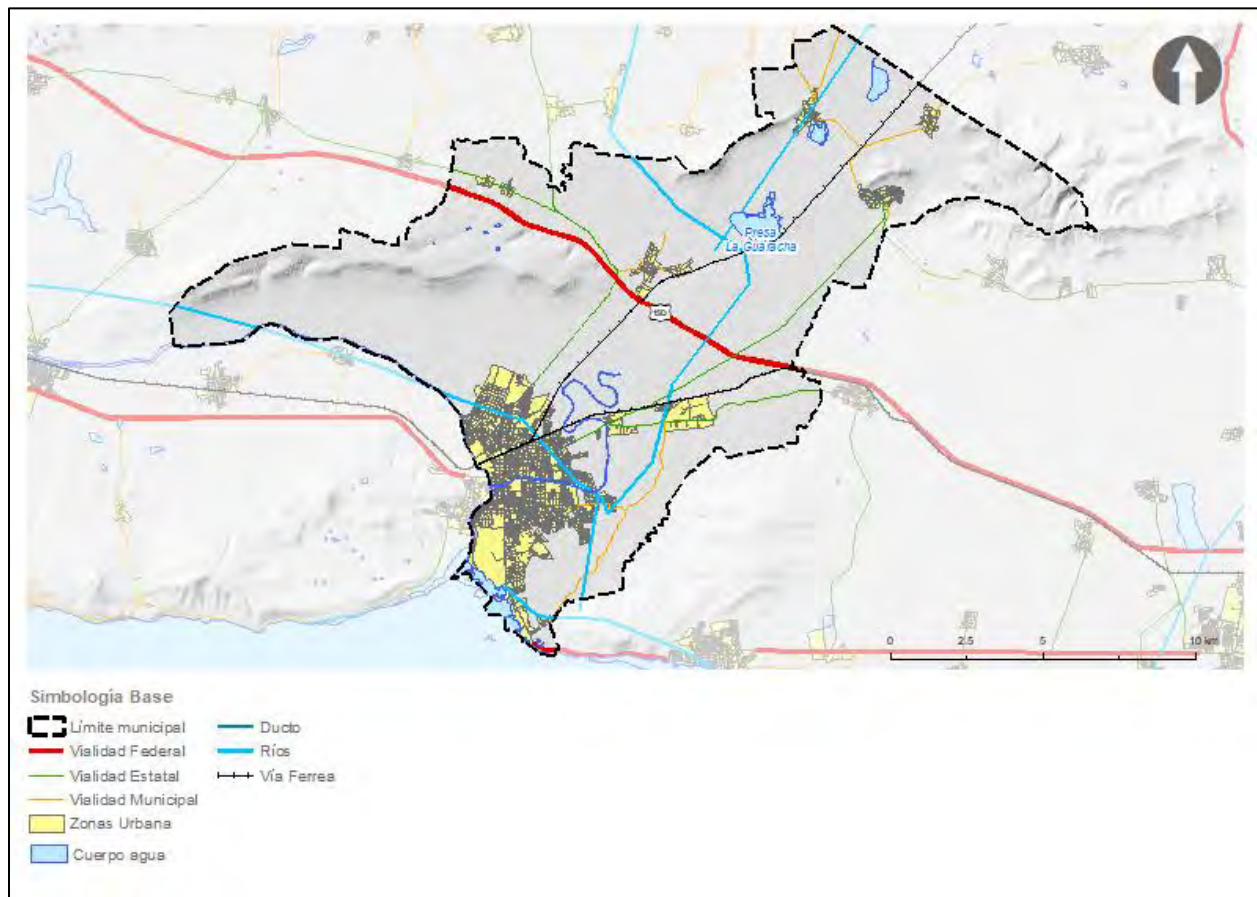 Presa
La Guaracha
150
0 2.5 5 10 km
Simbología Base
Límite municipal
Vialidad Federal
Vialidad Estatal
Vialidad Municipal
Zonas Urbana
Cuerpo agua
Ducto
Ríos
Vía Ferrea